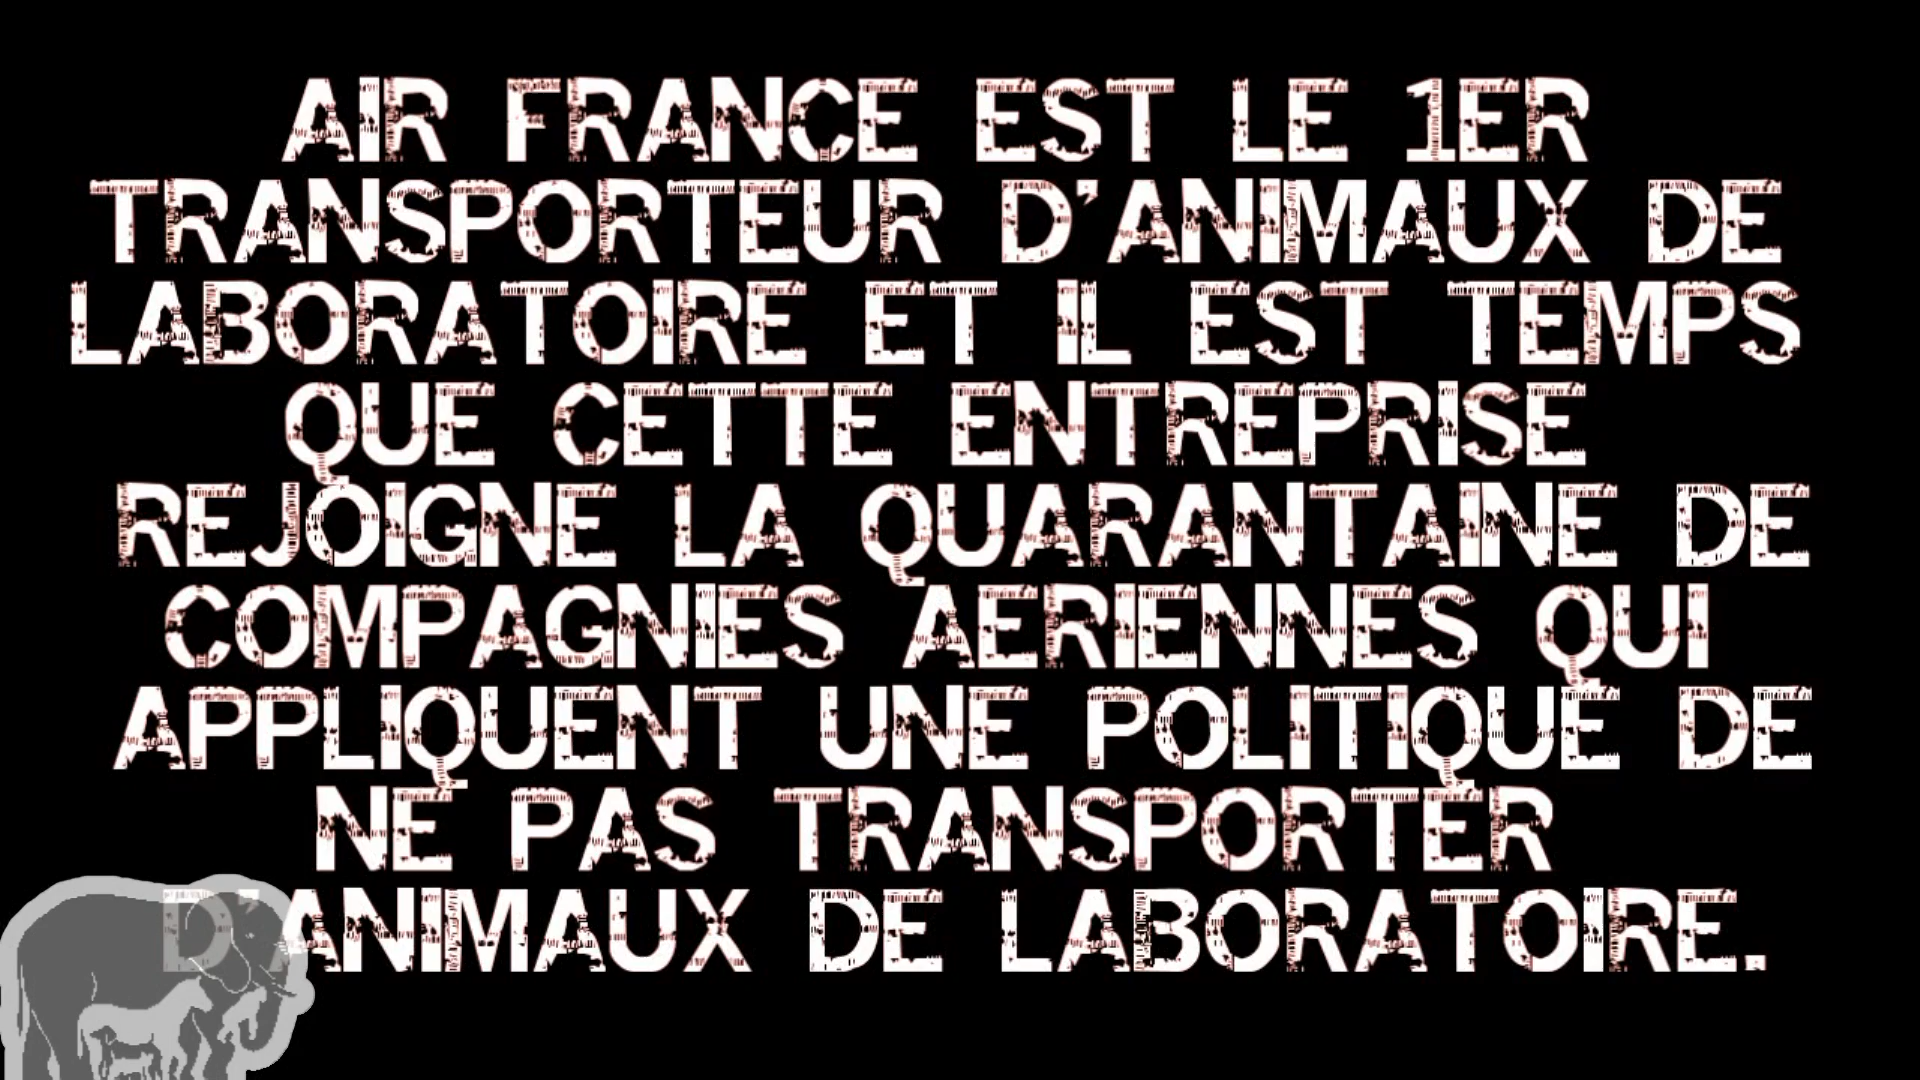 AIR FRANCE EST LE 1ER
TRANSPORTEUR D'ANIMAUX DE
LABORATOIRE ET IL EST TEMPS
QUE CETTE ENTREPRISE
REJOIGNE LA QUARANTAINE DE
COMPAGNIES AERIENNES QUI
APPLIQUENT UNE POLITIQUE DE
NE PAS TRANSPORTER
D'ANIMAUX DE LABORATOIRE.